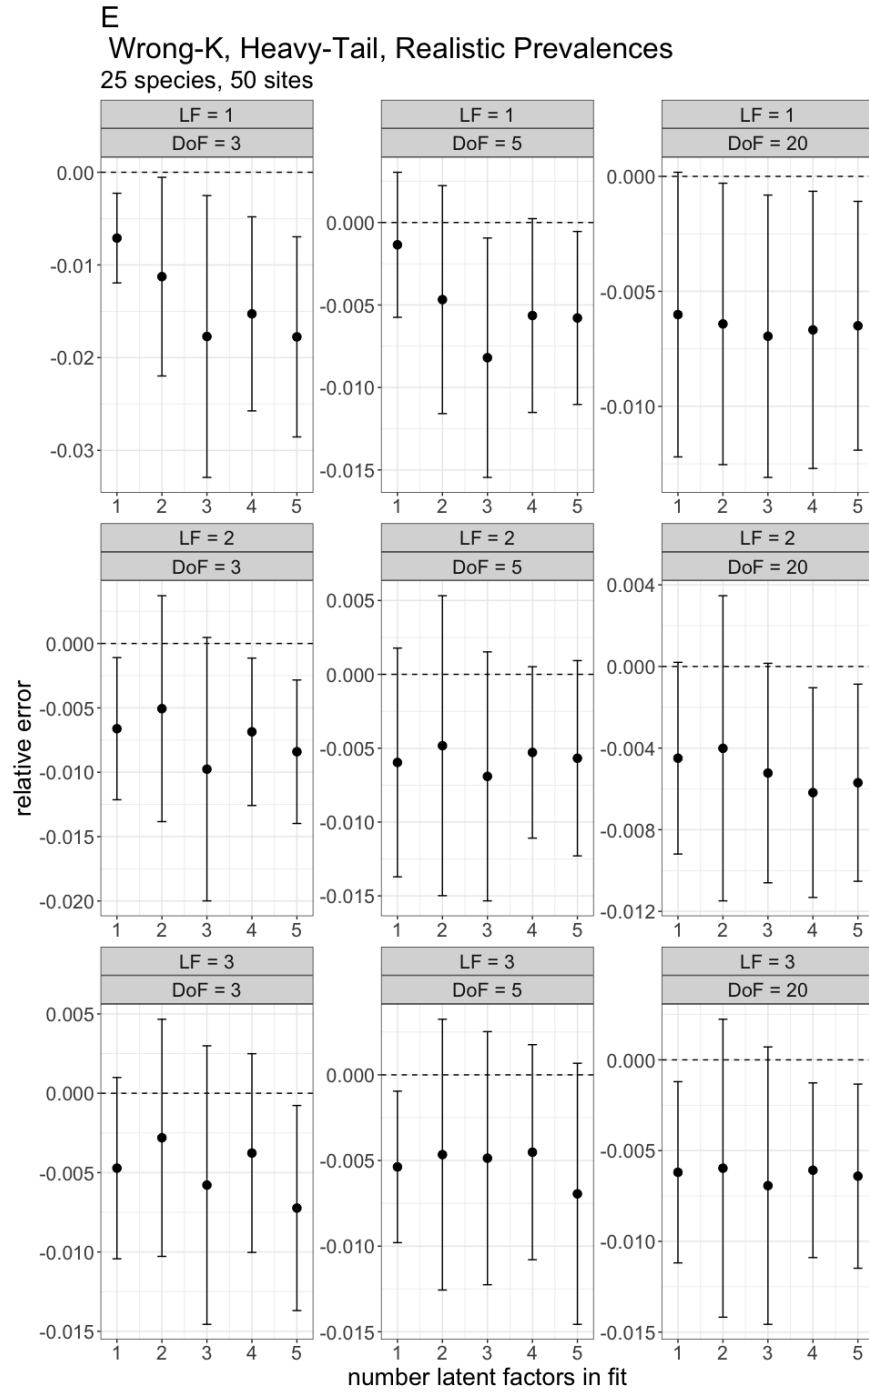 E
Wrong-K, Heavy-Tail, Realistic Prevalences
25 species, 50 sites
LF = 1
DoF = 3
0.00
-0.01
-0.02
-0.03
1 2 3 4 5
LF = 1
DoF = 5
0.000
-0.005
-0.010
-0.015
1 2 3 4 5
LF = 1
DoF = 20
0.000
-0.005
-0.010
1 2 3 4 5
LF = 2
DoF = 3
0.000
-0.005
-0.010
-0.015
-0.020
1 2 3 4 5
LF = 2
DoF = 5
0.005
0.000
-0.005
-0.010
-0.015
1 2 3 4 5
LF = 2
DoF = 20
0.004
0.000
-0.004
-0.008
-0.012
1 2 3 4 5
LF = 3
DoF = 3
0.005
0.000
-0.005
-0.010
-0.015
1 2 3 4 5
LF = 3
DoF = 5
0.000
-0.005
-0.010
-0.015
1 2 3 4 5
LF = 3
DoF = 20
0.000
-0.005
-0.010
-0.015
1 2 3 4 5
relative error
number latent factors in fit